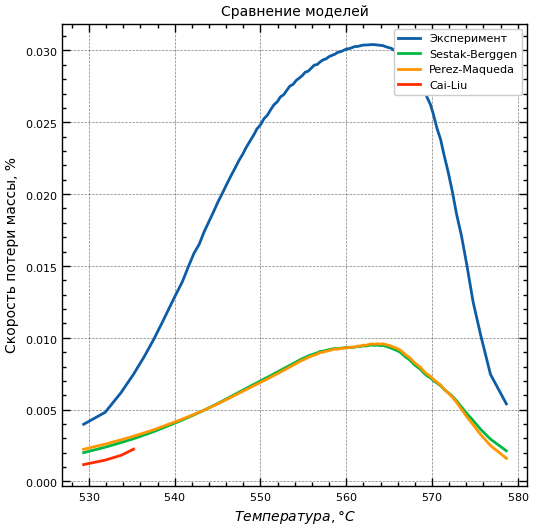 Сравнение моделей
Скорость потери массы, %
0.030
0.025
0.020
0.015
0.010
0.005
0.000
Эксперимент
Sestak-Berggen
Perez-Maqueda
Cai-Liu
530 540 550 560 570 580
Температура, °C